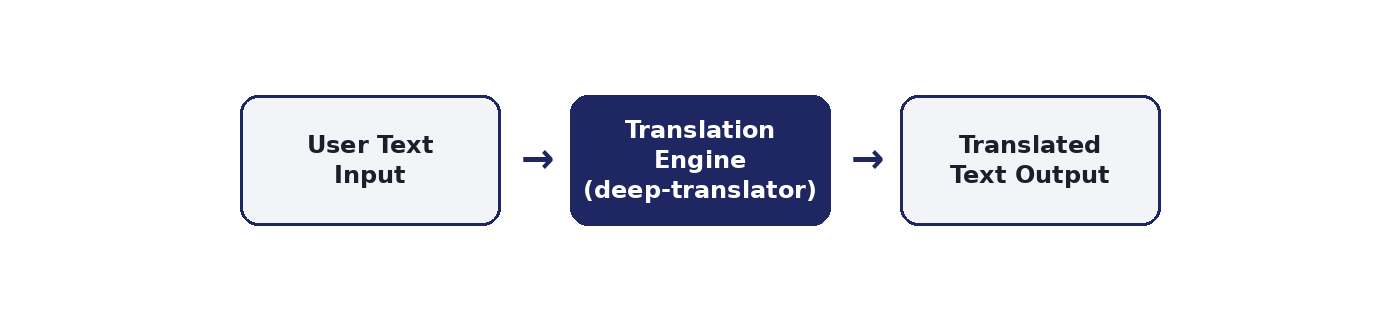 User Text
Input
→
Translation
Engine
(deep-translator)
→
Translated
Text Output